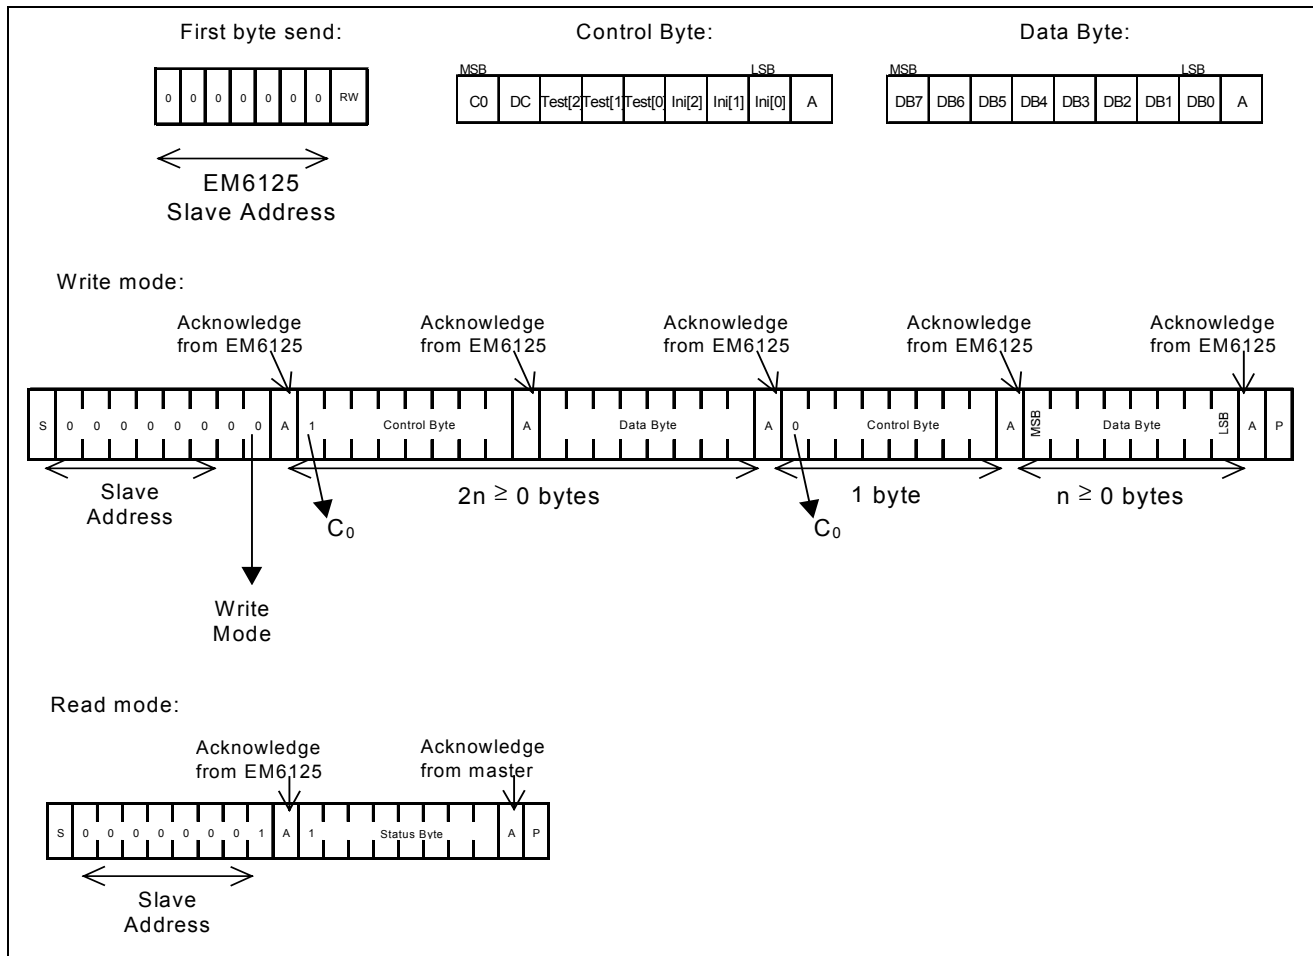 First byte send:
Control Byte:
Data Byte:
MSB
LSB
MSB
LSB
0 0 0 0 0 0 0 RW
C0 DC Test[2] Test[1] Test[0] Ini[2] Ini[1] Ini[0] A
DB7 DB6 DB5 DB4 DB3 DB2 DB1 DB0 A
EM6125
Slave Address
Write mode:
Acknowledge
from EM6125
Acknowledge
from EM6125
Acknowledge
from EM6125
Acknowledge
from EM6125
Acknowledge
from EM6125
S 0 0 0 0 0 0 0 0 A 1 Control Byte A Data Byte A 0 Control Byte A MSB Data Byte LSB A P
Slave
Address
2n ≥ 0 bytes
1 byte
n ≥ 0 bytes
C0
C0
Write
Mode
Read mode:
Acknowledge
from EM6125
Acknowledge
from master
S 0 0 0 0 0 0 0 1 A 1 Status Byte A P
Slave
Address